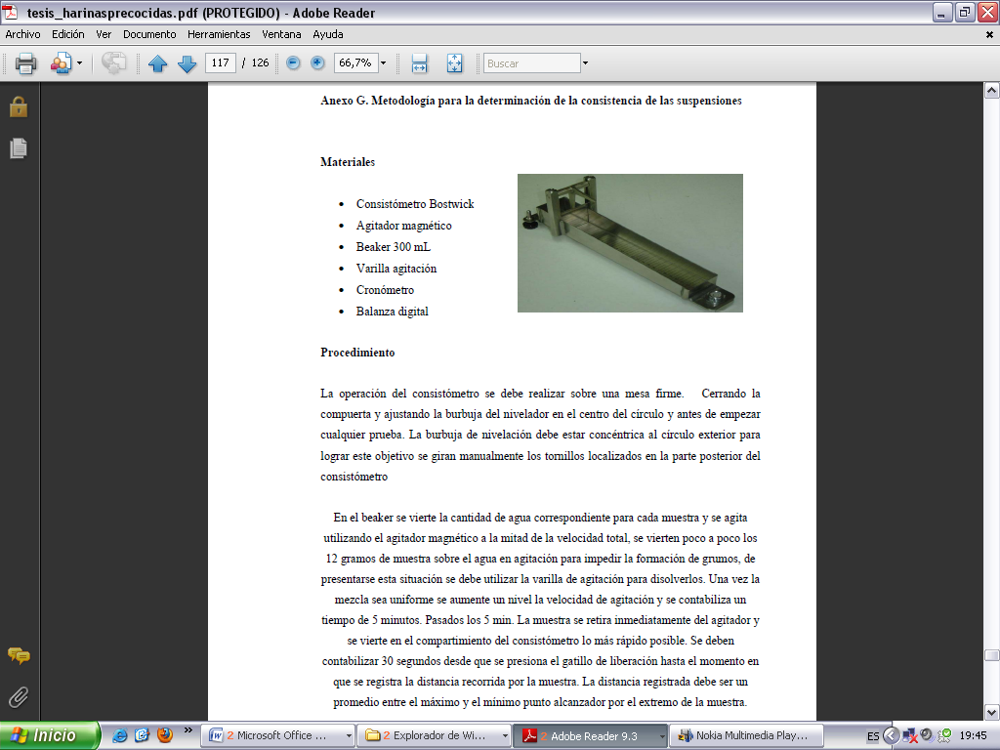 tesis_harinasprecocidas.pdf (PROTEGIDO) - Adobe Reader
Archivo Edición Ver Documento Herramientas Ventana Ayuda
117 / 126 66,7% Buscar
Anexo G. Metodología para la determinación de la consistencia de las suspensiones
Materiales
• Consistómetro Bostwick
• Agitador magnético
• Beaker 300 mL
• Varilla agitación
• Cronómetro
• Balanza digital
Procedimiento
La operación del consistómetro se debe realizar sobre una mesa firme. Cerrando la
compuerta y ajustando la burbuja del nivelador en el centro del círculo y antes de empezar
cualquier prueba. La burbuja de nivelación debe estar concéntrica al círculo exterior para
lograr este objetivo se giran manualmente los tornillos localizados en la parte posterior del
consistómetro
En el beaker se vierte la cantidad de agua correspondiente para cada muestra y se agita
utilizando el agitador magnético a la mitad de la velocidad total, se vierten poco a poco los
12 gramos de muestra sobre el agua en agitación para impedir la formación de grumos, de
presentarse esta situación se debe utilizar la varilla de agitación para disolverlos. Una vez la
mezcla sea uniforme se aumente un nivel la velocidad de agitación y se contabiliza un
tiempo de 5 minutos. Pasados los 5 min. La muestra se retira inmediatamente del agitador y
se vierte en el compartimiento del consistómetro lo más rápido posible. Se deben
contabilizar 30 segundos desde que se presiona el gatillo de liberación hasta el momento en
que se registra la distancia recorrida por la muestra. La distancia registrada debe ser un
promedio entre el máximo y el mínimo punto alcanzador por el extremo de la muestra.
Inicio » 2 Microsoft Office ... 2 Explorador de Wi... 2 Adobe Reader 9.3 Nokia Multimedia Play... ES 19:45